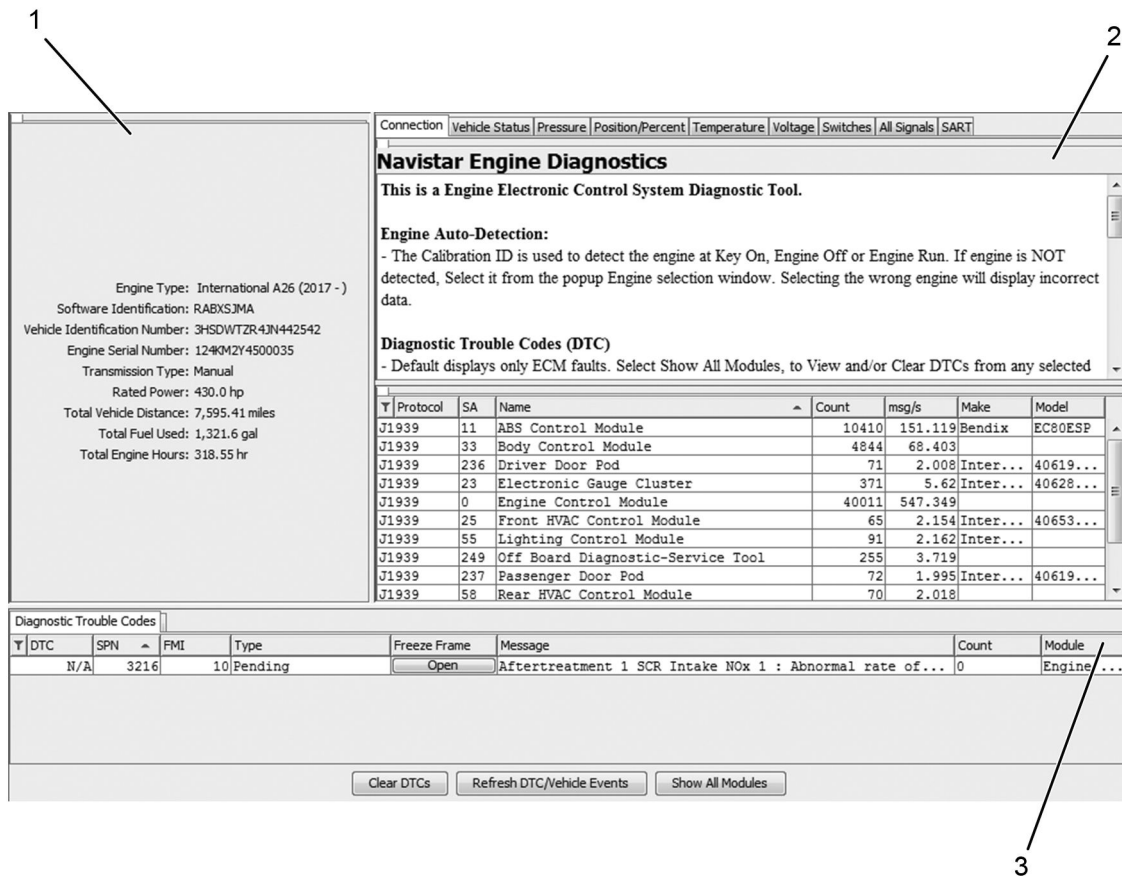 1
2
Engine Type: International A26 (2017 - )
Software Identification: RABXSJMA
Vehicle Identification Number: 3HSDWTZR4JN442542
Engine Serial Number: 124KM2Y4500035
Transmission Type: Manual
Rated Power: 430.0 hp
Total Vehicle Distance: 7,595.41 miles
Total Fuel Used: 1,321.6 gal
Total Engine Hours: 318.55 hr
Connection Vehicle Status Pressure Position/Percent Temperature Voltage Switches All Signals SART
Navistar Engine Diagnostics
This is a Engine Electronic Control System Diagnostic Tool.
Engine Auto-Detection:
- The Calibration ID is used to detect the engine at Key On, Engine Off or Engine Run. If engine is NOT
detected, Select it from the popup Engine selection window. Selecting the wrong engine will display incorrect
data.
Diagnostic Trouble Codes (DTC)
- Default displays only ECM faults. Select Show All Modules, to View and/or Clear DTCs from any selected
Protocol SA Name Count msg/s Make Model
J1939 11 ABS Control Module 10410 151.119 Bendix EC80ESP
J1939 33 Body Control Module 4844 68.403
J1939 236 Driver Door Pod 71 2.008 Inter... 40619...
J1939 23 Electronic Gauge Cluster 371 5.62 Inter... 40628...
J1939 0 Engine Control Module 40011 547.349
J1939 25 Front HVAC Control Module 65 2.154 Inter... 40653...
J1939 55 Lighting Control Module 91 2.162 Inter...
J1939 249 Off Board Diagnostic-Service Tool 255 3.719
J1939 237 Passenger Door Pod 72 1.995 Inter... 40619...
J1939 58 Rear HVAC Control Module 70 2.018
Diagnostic Trouble Codes
DTC SPN FMI Type Freeze Frame Message Count Module
N/A 3216 10 Pending Open Aftertreatment 1 SCR Intake NOx 1 : Abnormal rate of... 0 Engine ...
Clear DTCs Refresh DTC/Vehicle Events Show All Modules
3